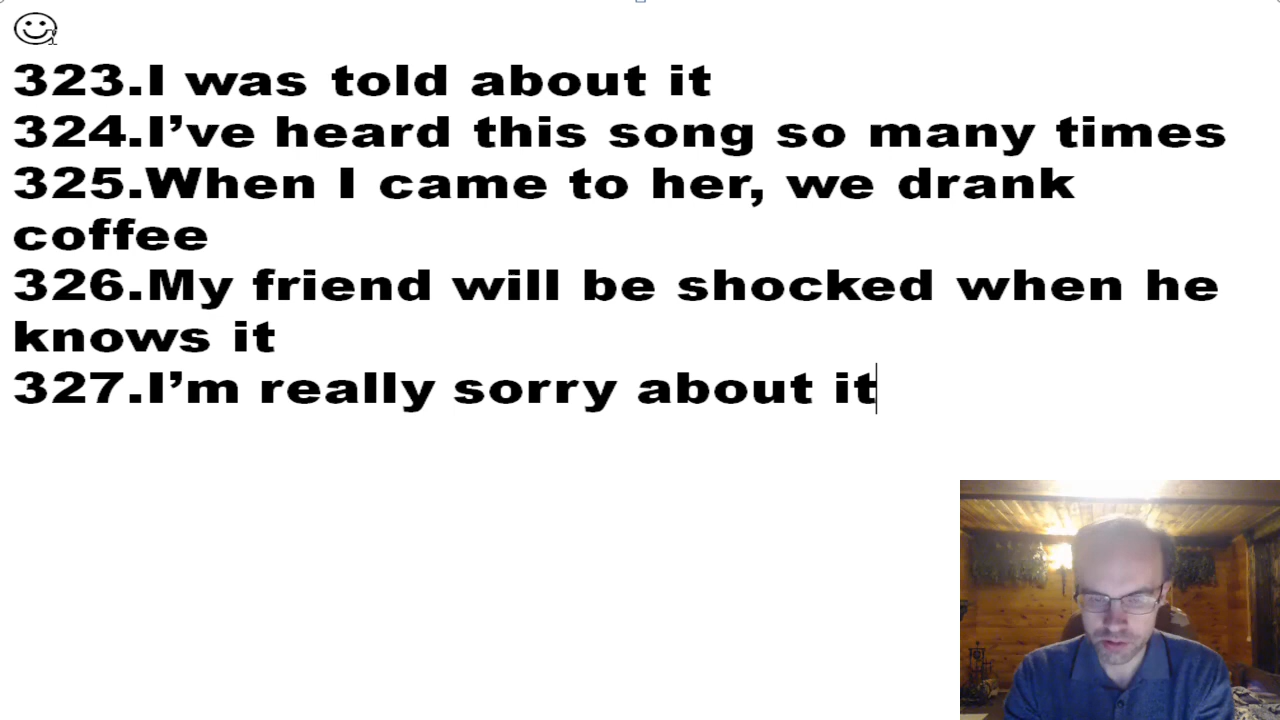 323.I was told about it
324.I’ve heard this song so many times
325.When I came to her, we drank
coffee
326.My friend will be shocked when he
knows it
327.I’m really sorry about it